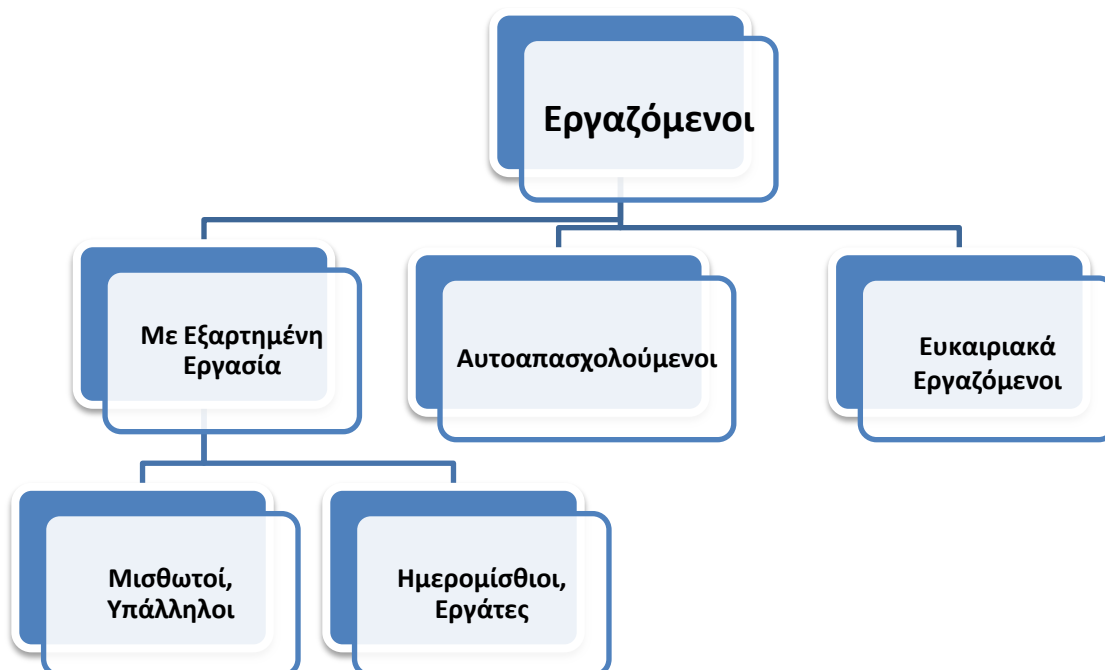 Εργαζόμενοι
Με Εξαρτημένη
Εργασία
Αυτοαπασχολούμενοι
Ευκαιριακά
Εργαζόμενοι
Μισθωτοί,
Υπάλληλοι
Ημερομίσθιοι,
Εργάτες